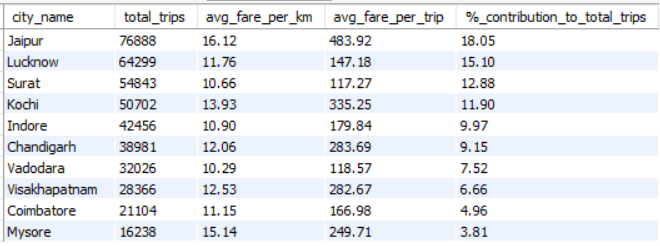 city_name total_trips avg_fare_per_km avg_fare_per_trip %_contribution_to_total_trips
Jaipur 76888 16.12 483.92 18.05
Lucknow 64299 11.76 147.18 15.10
Surat 54843 10.66 117.27 12.88
Kochi 50702 13.93 335.25 11.90
Indore 42456 10.90 179.84 9.97
Chandigarh 38981 12.06 283.69 9.15
Vadodara 32026 10.29 118.57 7.52
Visakhapatnam 28366 12.53 282.67 6.66
Coimbatore 21104 11.15 166.98 4.96
Mysore 16238 15.14 249.71 3.81